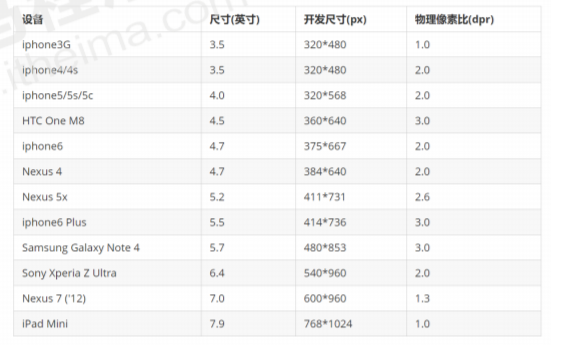 设备 尺寸(英寸) 开发尺寸(px) 物理像素比(dpr)
iphone3G 3.5 320*480 1.0
iphone4/4s 3.5 320*480 2.0
iphone5/5s/5c 4.0 320*568 2.0
HTC One M8 4.5 360*640 3.0
iphone6 4.7 375*667 2.0
Nexus 4 4.7 384*640 2.0
Nexus 5x 5.2 411*731 2.6
iphone6 Plus 5.5 414*736 3.0
Samsung Galaxy Note 4 5.7 480*853 3.0
Sony Xperia Z Ultra 6.4 540*960 2.0
Nexus 7 ('12) 7.0 600*960 1.3
iPad Mini 7.9 768*1024 1.0
.itheima.com